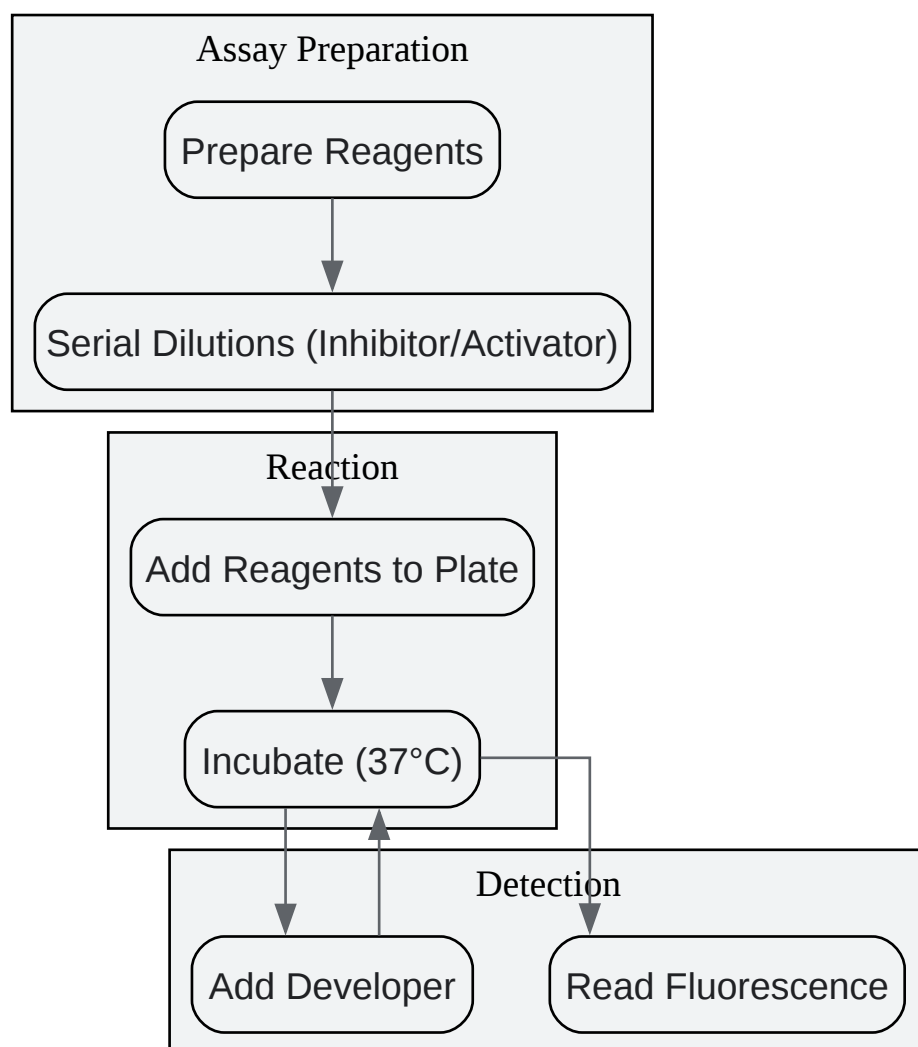 Assay Preparation
Prepare Reagents
Serial Dilutions (Inhibitor/Activator)
Reaction
Add Reagents to Plate
Incubate (37°C)
Detection
Add Developer
Read Fluorescence